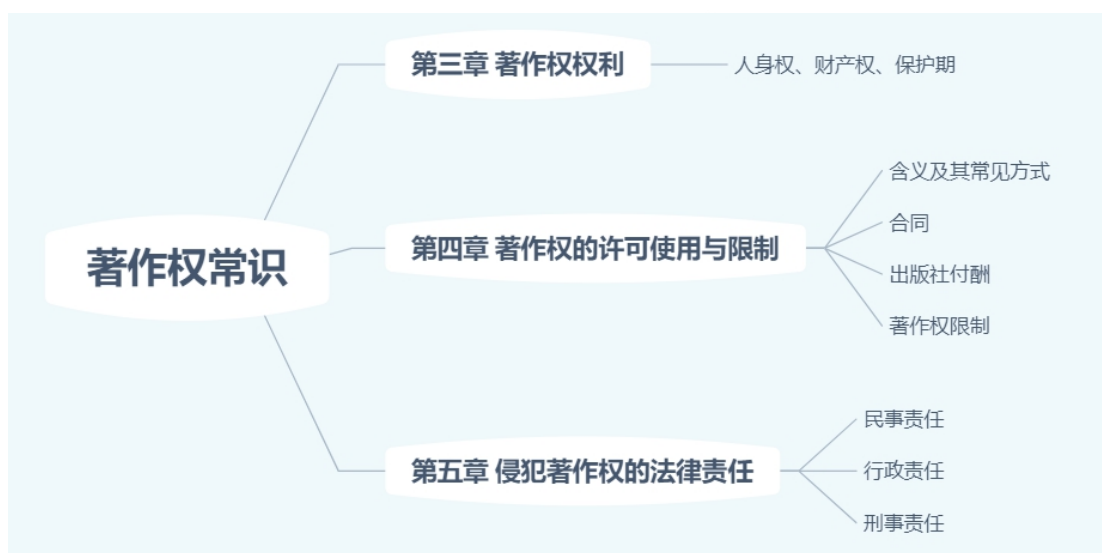 著作权常识
第三章 著作权权利
人身权、财产权、保护期
第四章 著作权的许可使用与限制
含义及其常见方式
合同
出版社付酬
著作权限制
第五章 侵犯著作权的法律责任
民事责任
行政责任
刑事责任